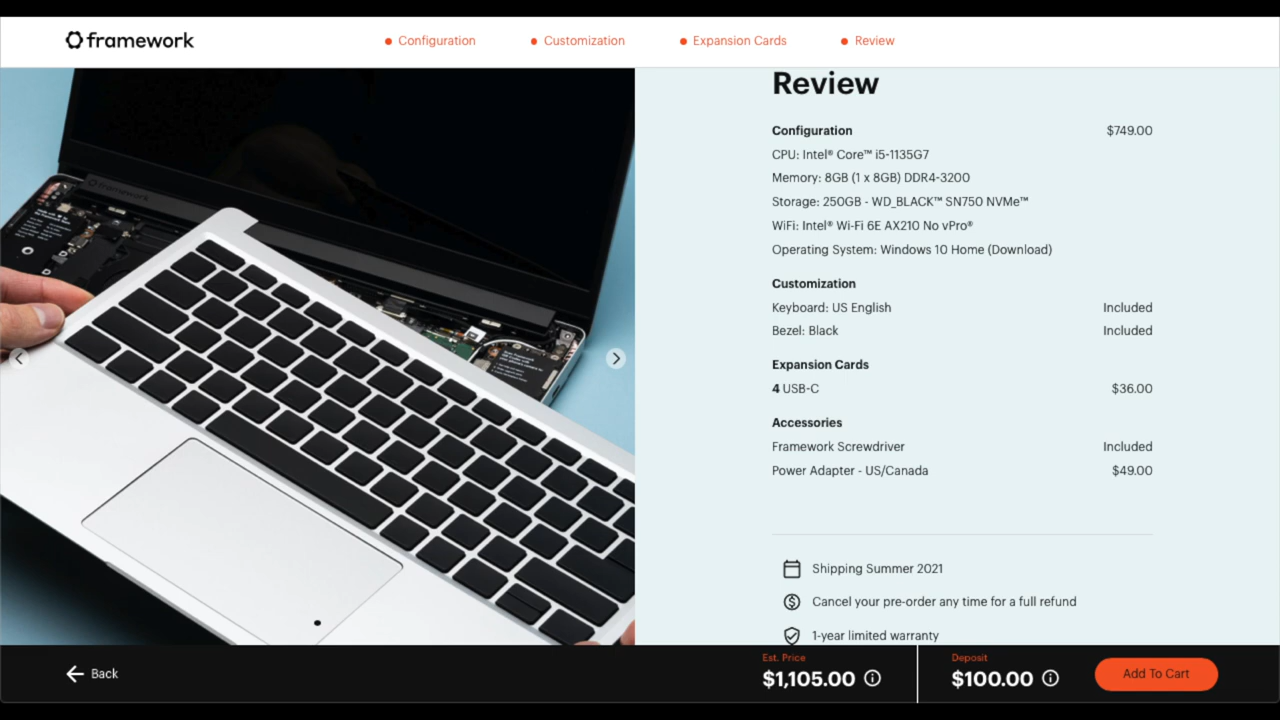 framework
Configuration
Customization
Expansion Cards
Review
Review
Configuration $749.00
CPU: Intel® Core™ i5-1135G7
Memory: 8GB (1 x 8GB) DDR4-3200
Storage: 250GB - WD_BLACK™ SN750 NVMe™
WiFi: Intel® Wi-Fi 6E AX210 No vPro®
Operating System: Windows 10 Home (Download)
Customization
Keyboard: US English Included
Bezel: Black Included
Expansion Cards
4 USB-C $36.00
Accessories
Framework Screwdriver Included
Power Adapter - US/Canada $49.00
Shipping Summer 2021
Cancel your pre-order any time for a full refund
1-year limited warranty
Back
Est. Price
$1,105.00
Deposit
$100.00
Add To Cart